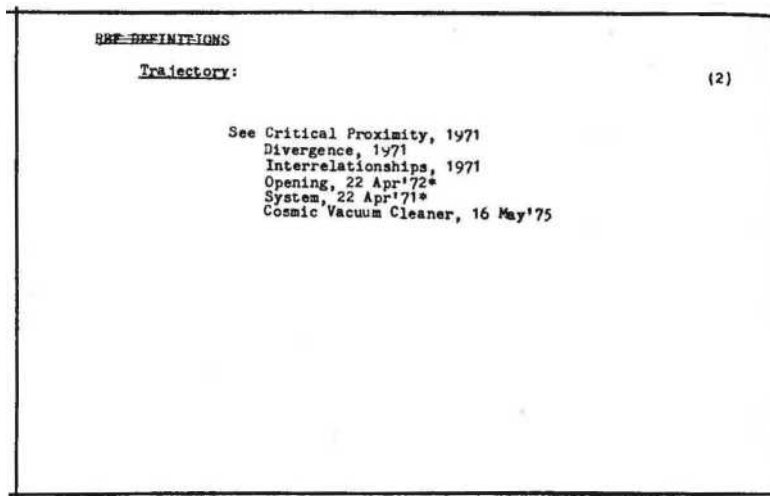 RBF DEFINITIONS
Trajectory:
(2)
See Critical Proximity, 1971
Divergence, 1971
Interrelationships, 1971
Opening, 22 Apr'72*
System, 22 Apr'71*
Cosmic Vacuum Cleaner, 16 May'75